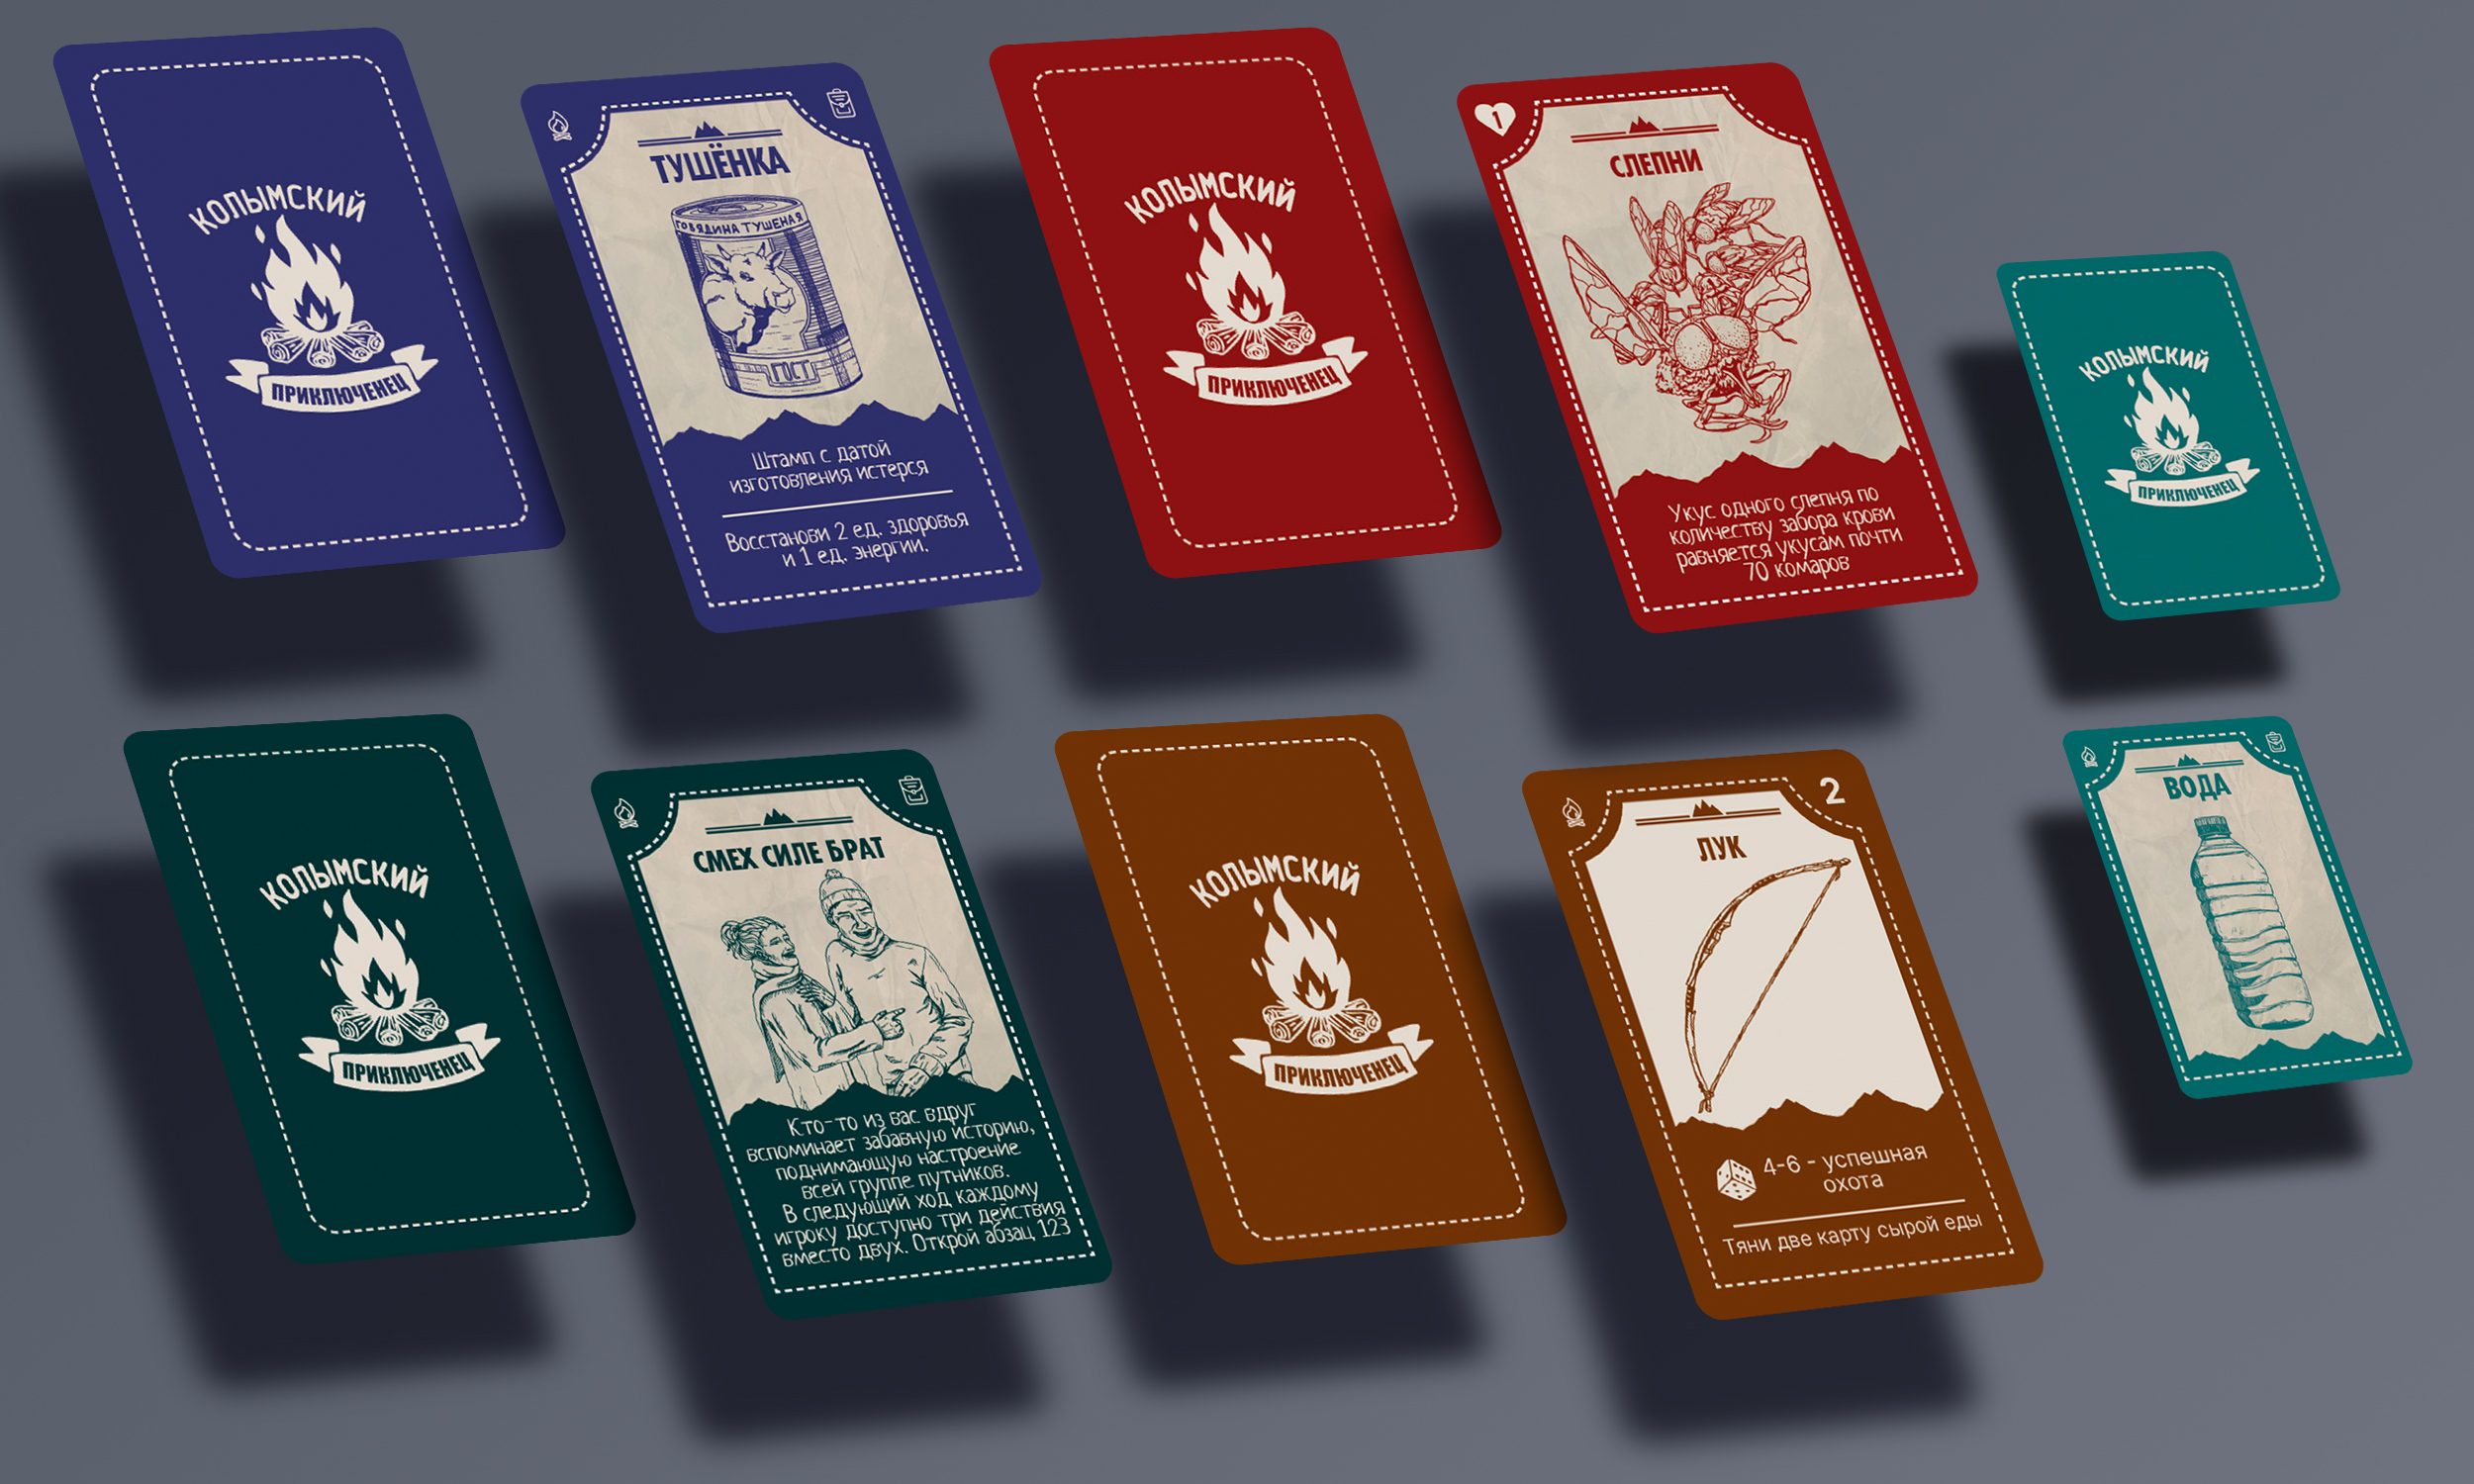 КОЛЫМСКИЙ
ПРИКЛЮЧЕНЕЦ
ТУШЁНКА
ГОВЯДИНА ТУШЕНАЯ
ГОСТ
Штамп с датой
изготовления истерся
Восстанови 2 ед. здоровья
и 1 ед. энергии.
КОЛЫМСКИЙ
ПРИКЛЮЧЕНЕЦ
1
СЛЕПНИ
Укус одного слепня по
количеству забора крови
равняется укусам почти
70 комаров
КОЛЫМСКИЙ
ПРИКЛЮЧЕНЕЦ
КОЛЫМСКИЙ
ПРИКЛЮЧЕНЕЦ
СМЕХ СИЛЕ БРАТ
Кто-то из вас вдруг
вспоминает забавную историю,
поднимающую настроение
всей группе путников.
В следующий ход каждому
игроку доступно три действия
вместо двух. Открой абзац 123
КОЛЫМСКИЙ
ПРИКЛЮЧЕНЕЦ
2
ЛУК
4-6 - успешная
охота
Тяни две карту сырой еды
ВОДА